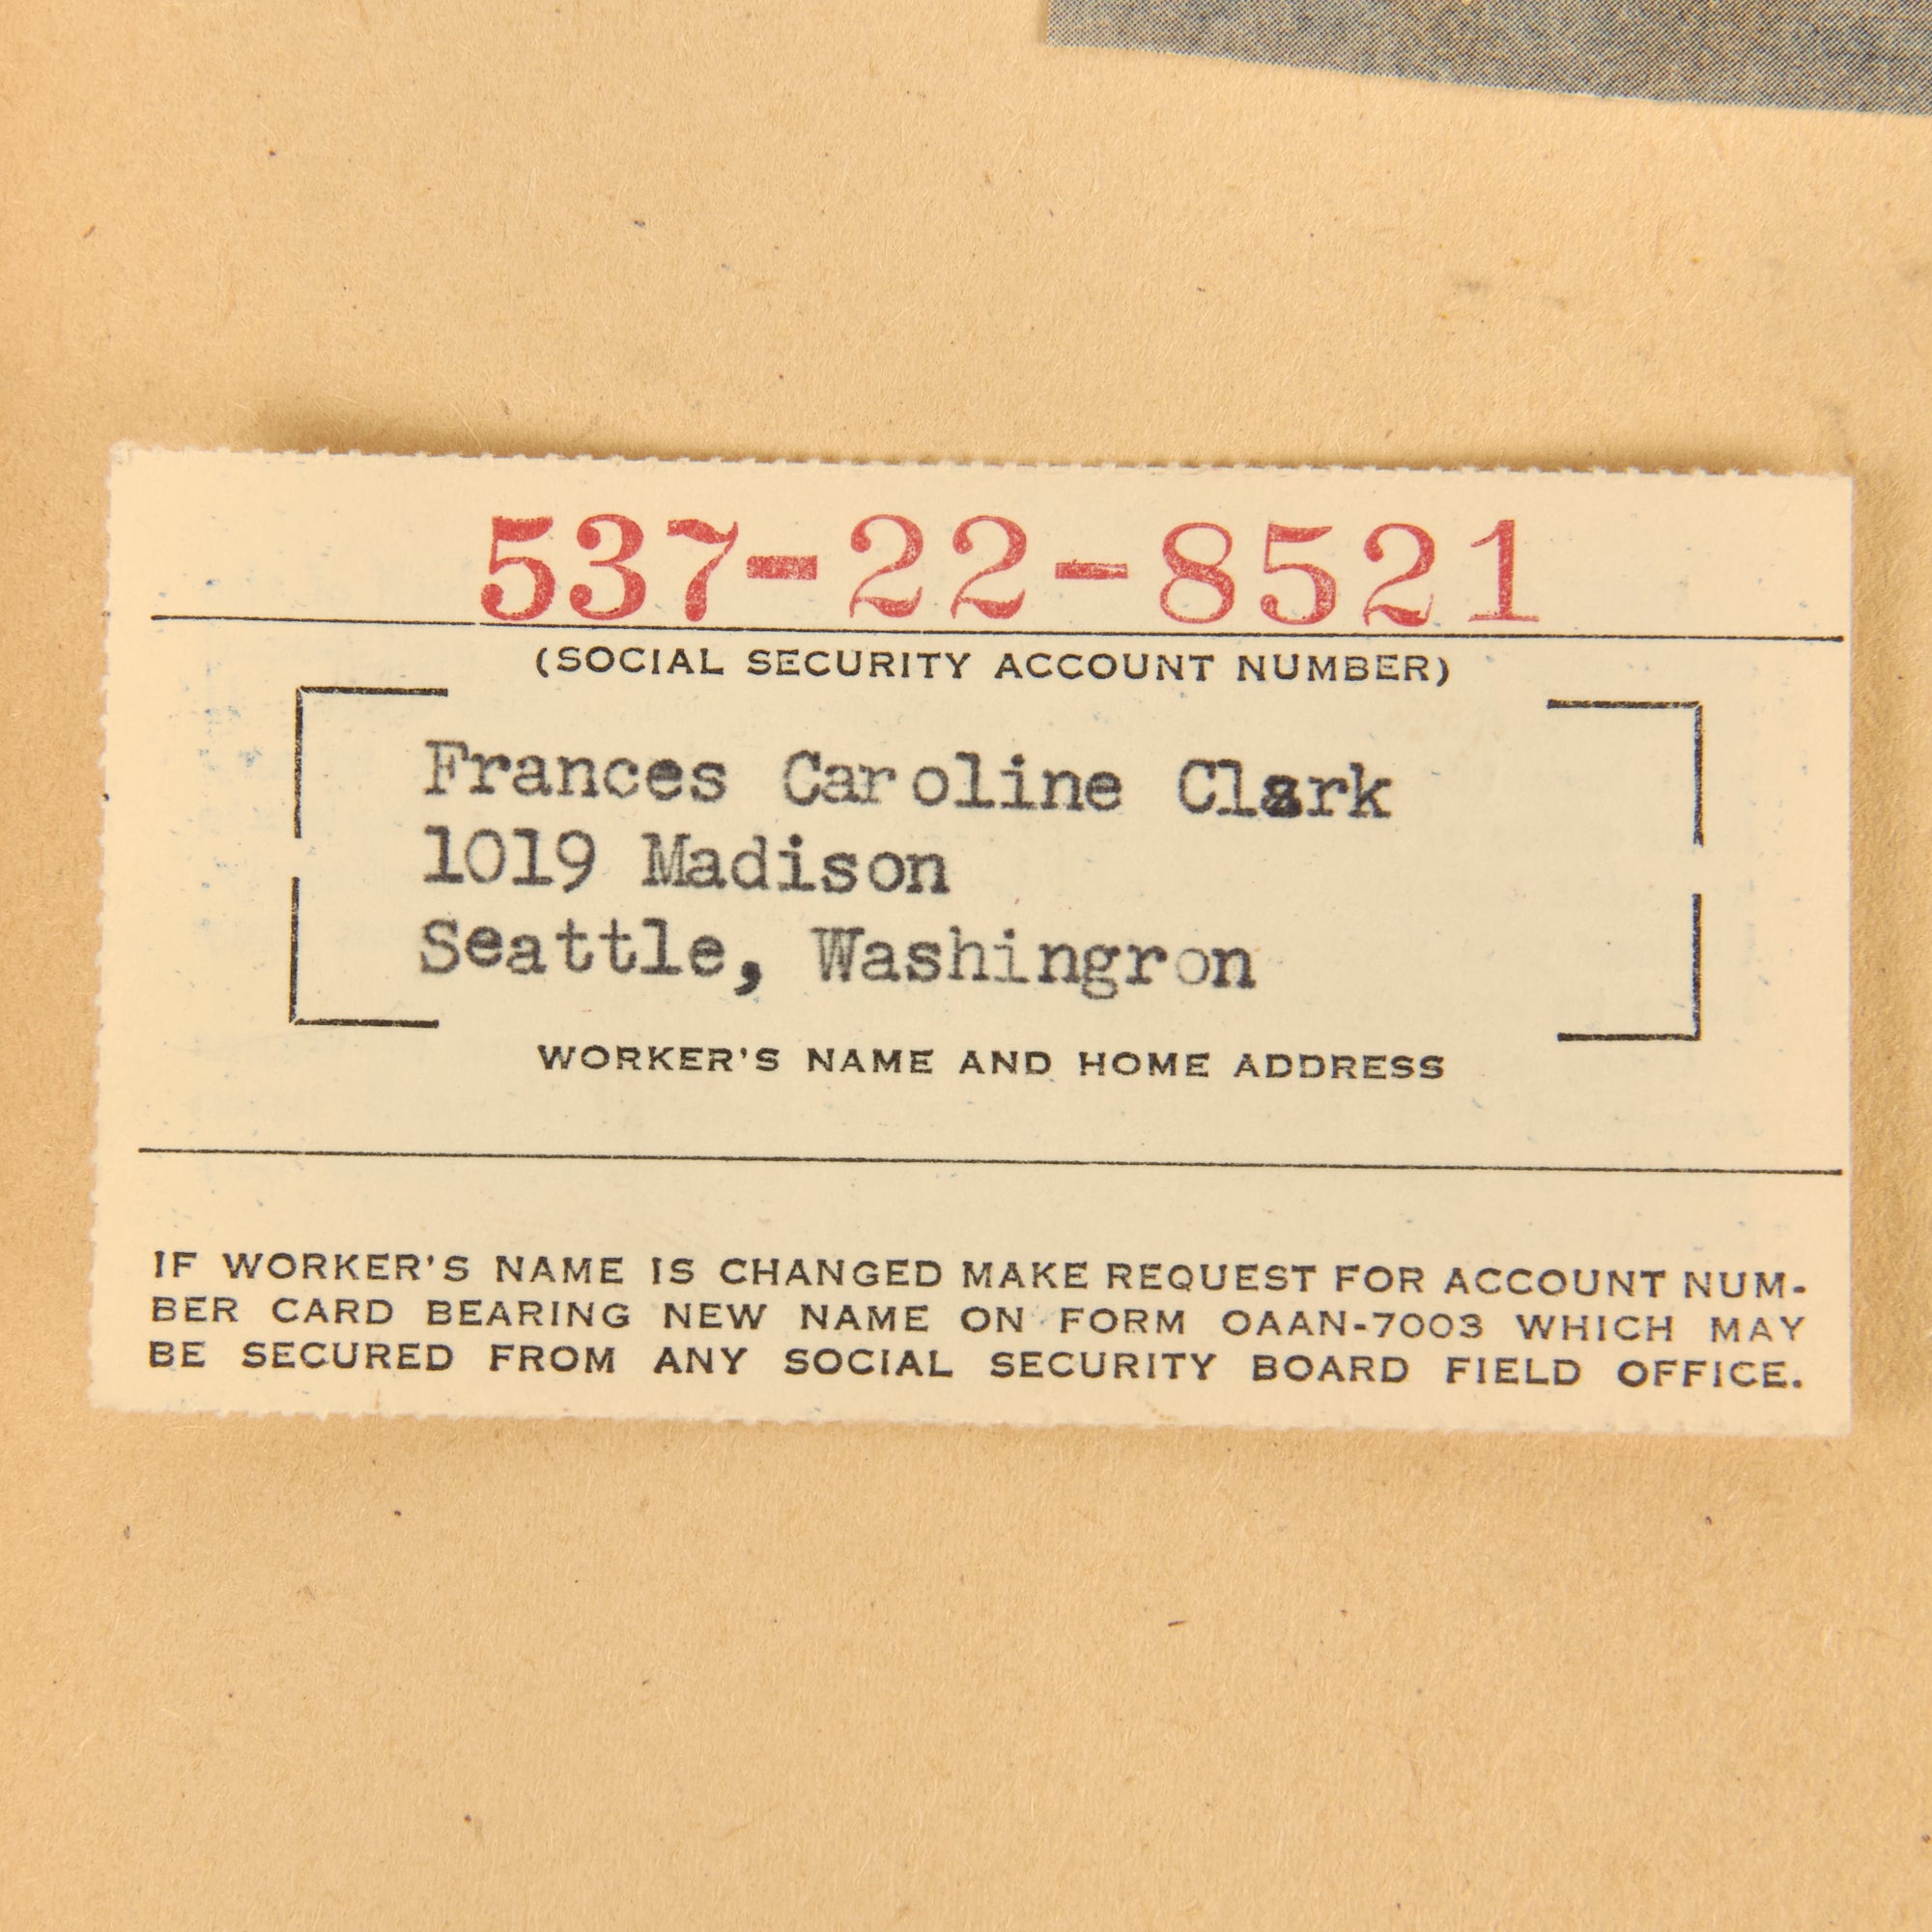 537-22-8521
(SOCIAL SECURITY ACCOUNT NUMBER)
Frances Caroline Clark
1019 Madison
Seattle, Washingron
WORKER'S NAME AND HOME ADDRESS
IF WORKER'S NAME IS CHANGED MAKE REQUEST FOR ACCOUNT NUM-
BER CARD BEARING NEW NAME ON FORM OAAN-7003 WHICH MAY
BE SECURED FROM ANY SOCIAL SECURITY BOARD FIELD OFFICE.